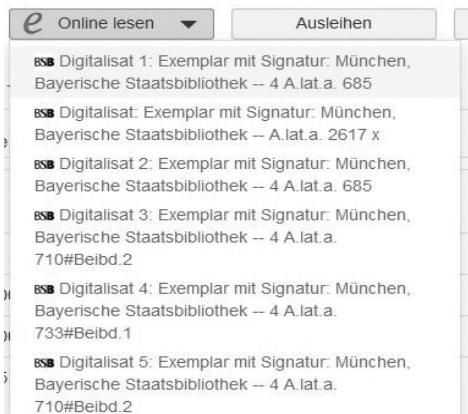 e Online lesen
Ausleihen
BSB Digitalisat 1: Exemplar mit Signatur: München,
Bayerische Staatsbibliothek -- 4 A.lat.a. 685
BSB Digitalisat: Exemplar mit Signatur: München,
Bayerische Staatsbibliothek -- A.lat.a. 2617 x
BSB Digitalisat 2: Exemplar mit Signatur: München,
Bayerische Staatsbibliothek -- 4 A.lat.a. 685
BSB Digitalisat 3: Exemplar mit Signatur: München,
Bayerische Staatsbibliothek -- 4 A.lat.a.
710#Beibd.2
BSB Digitalisat 4: Exemplar mit Signatur: München,
Bayerische Staatsbibliothek -- 4 A.lat.a.
733#Beibd.1
BSB Digitalisat 5: Exemplar mit Signatur: München,
Bayerische Staatsbibliothek -- 4 A.lat.a.
710#Beibd.2